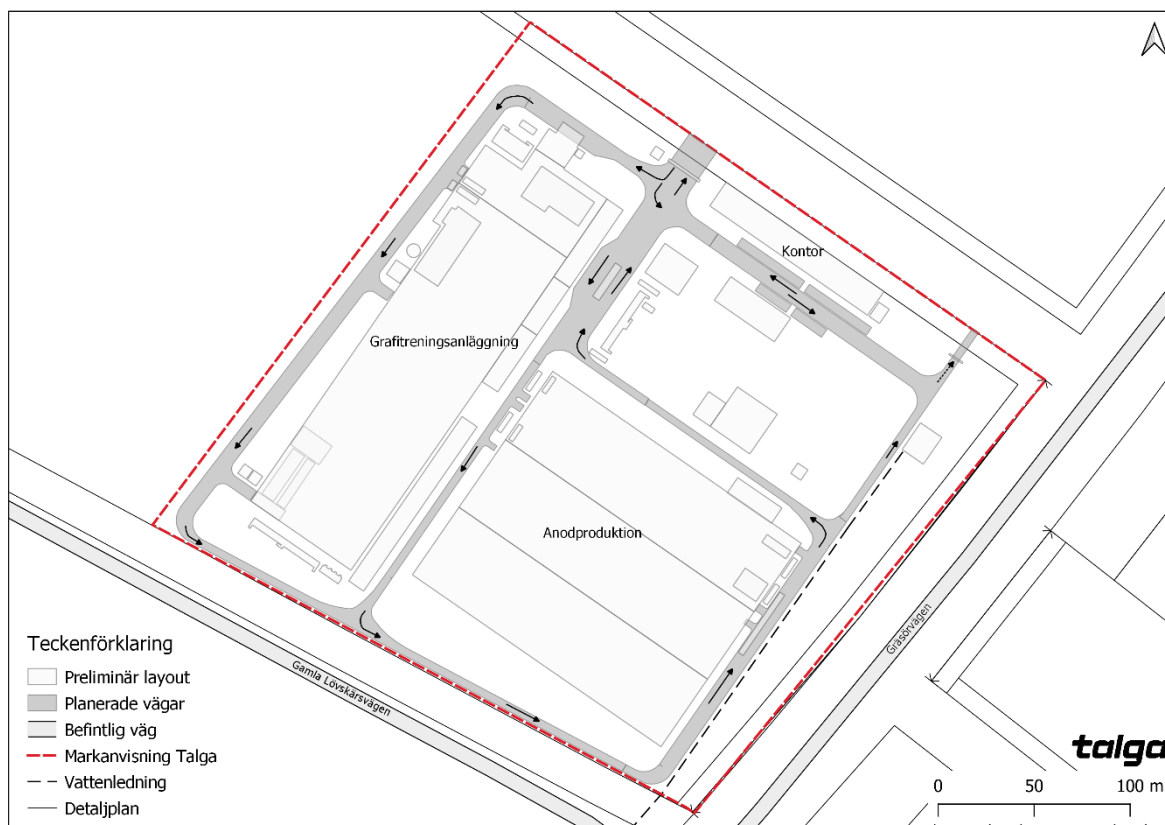 Kontor
Grafitreningsanläggning
Anodproduktion
Gräsörvägen
Gamla Lövskärsvägen
Teckenförklaring
Preliminär layout
Planerade vägar
Befintlig väg
Markanvisning Talga
Vattenledning
Detaljplan
talga
0 50 100 m